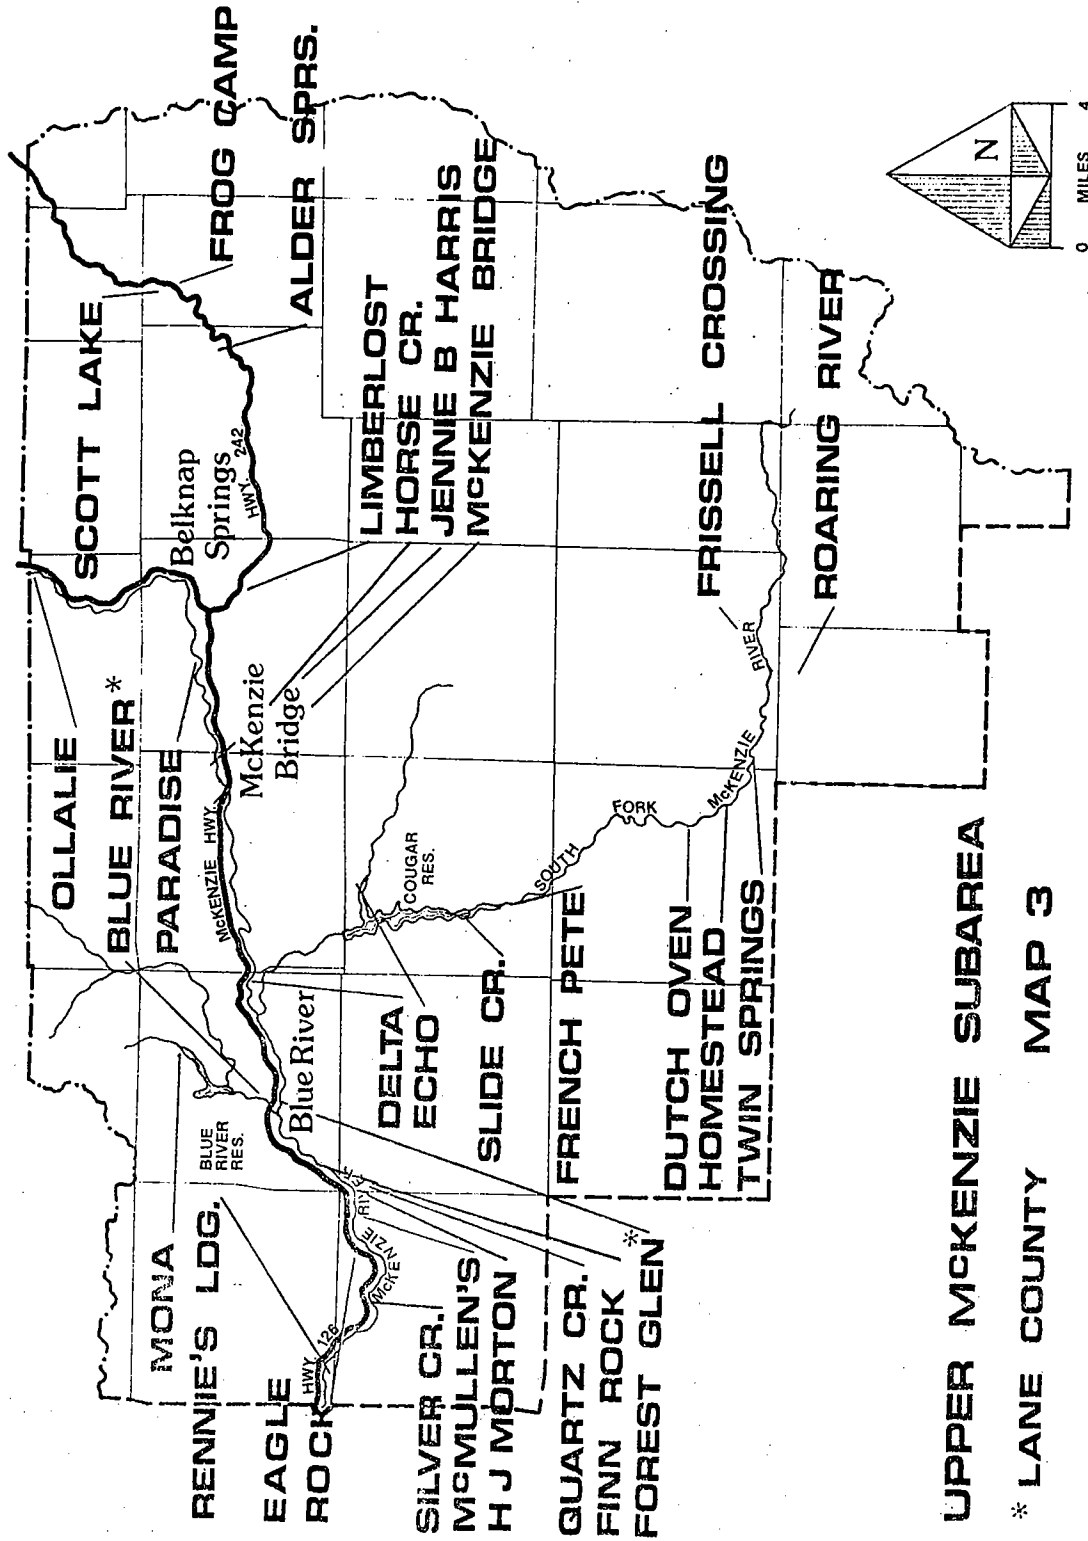 OLLALIE
BLUE RIVER*
PARADISE
SCOTT LAKE
FROG CAMP
ALDER SPRS.
Belknap
Springs
HWY. 242
LIMBERLOST
HORSE CR.
JENNIE B HARRIS
McKENZIE BRIDGE
McKenzie
Bridge
McKENZIE HWY.
MONA
RENNIE'S LDG.
BLUE
RIVER
RES.
EAGLE
ROCK
HWY. 126
McKENZIE RIVER
Blue River
DELTA
ECHO
COUGAR
RES.
SLIDE CR.
FRENCH PETE
SOUTH FORK McKENZIE RIVER
FRISSELL CROSSING
ROARING RIVER
DUTCH OVEN
HOMESTEAD
TWIN SPRINGS
SILVER CR.
McMULLEN'S
H J MORTON
QUARTZ CR.
FINN ROCK
FOREST GLEN*
N
0 MILES 4
UPPER McKENZIE SUBAREA
* LANE COUNTY MAP 3